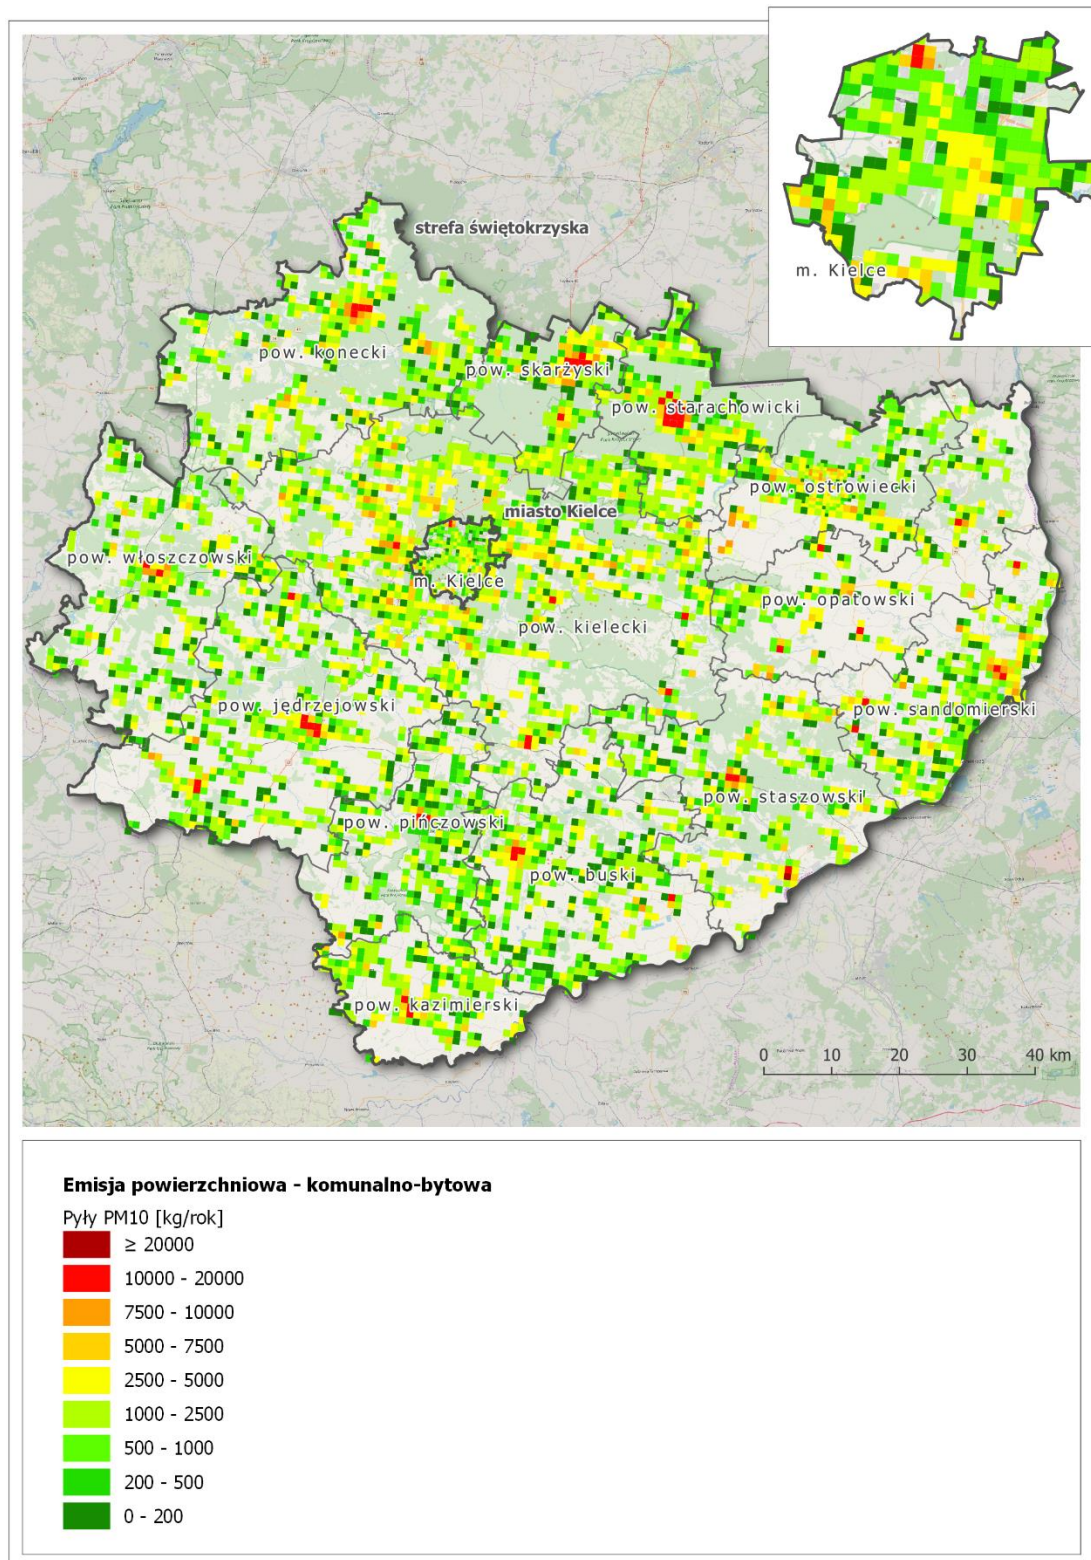 m. Kielce
strefa świętokrzyska
pow. konecki
pow. skarżyski
pow. starachowicki
pow. ostrowiecki
miasto Kielce
pow. włoszczowski
m. Kielce
pow. opatowski
pow. kielecki
pow. jędrzejowski
pow. sandomierski
pow. staszowski
pow. pińczowski
pow. buski
pow. kazimierski
0 10 20 30 40 km
Emisja powierzchniowa - komunalno-bytowa
Pyły PM10 [kg/rok]
≥ 20000
10000 - 20000
7500 - 10000
5000 - 7500
2500 - 5000
1000 - 2500
500 - 1000
200 - 500
0 - 200